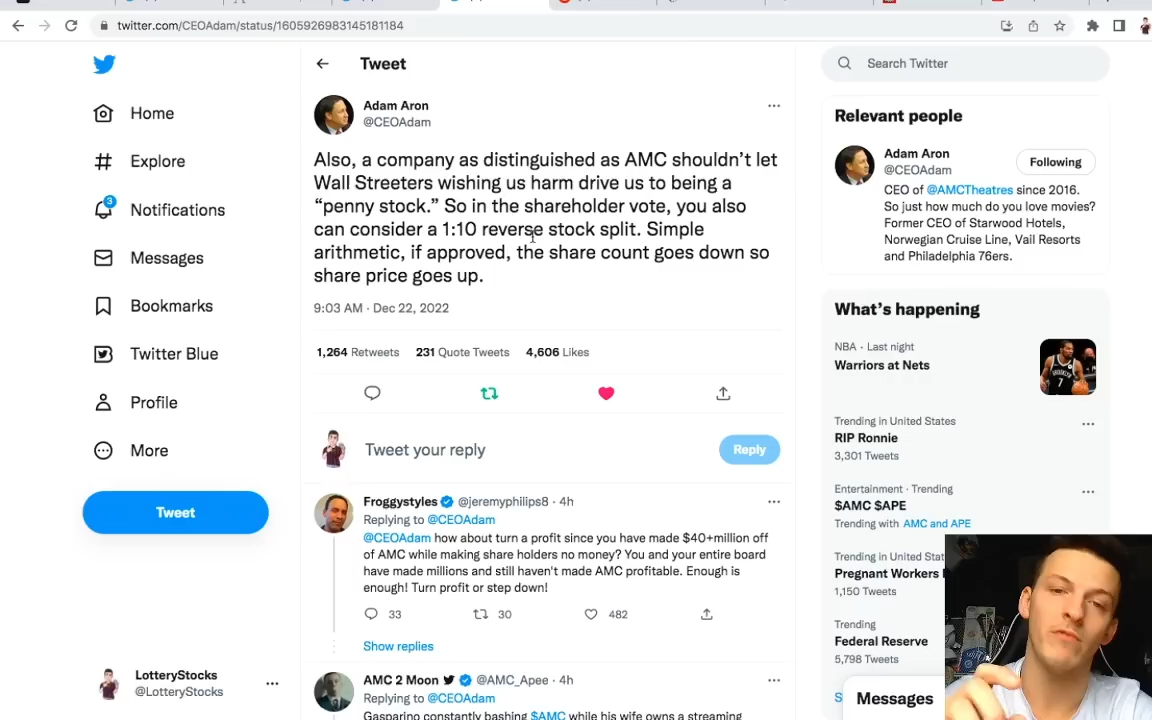 twitter.com/CEOAdam/status/1605926983145181184
Home
Explore
3
Notifications
Messages
Bookmarks
Twitter Blue
Profile
More
Tweet
LotteryStocks
@LotteryStocks
Tweet
Adam Aron
@CEOAdam
Also, a company as distinguished as AMC shouldn’t let
Wall Streeters wishing us harm drive us to being a
“penny stock.” So in the shareholder vote, you also
can consider a 1:10 reverse stock split. Simple
arithmetic, if approved, the share count goes down so
share price goes up.
9:03 AM · Dec 22, 2022
1,264 Retweets 231 Quote Tweets 4,606 Likes
Tweet your reply
Reply
Froggystyles @jeremyphilips8 · 4h
Replying to @CEOAdam
@CEOAdam how about turn a profit since you have made $40+million off
of AMC while making share holders no money? You and your entire board
have made millions and still haven't made AMC profitable. Enough is
enough! Turn profit or step down!
33 30 482
Show replies
AMC 2 Moon @AMC_Apee · 4h
Replying to @CEOAdam
Gasparino constantly bashing $AMC while his wife owns a streaming
Search Twitter
Relevant people
Adam Aron
@CEOAdam
Following
CEO of @AMCTheatres since 2016.
So just how much do you love movies?
Former CEO of Starwood Hotels,
Norwegian Cruise Line, Vail Resorts
and Philadelphia 76ers.
What’s happening
NBA · Last night
Warriors at Nets
Trending in United States
RIP Ronnie
3,301 Tweets
Entertainment · Trending
$AMC $APE
Trending with AMC and APE
Trending in United Stat
Pregnant Workers
1,150 Tweets
Trending
Federal Reserve
5,798 Tweets
S
Messages